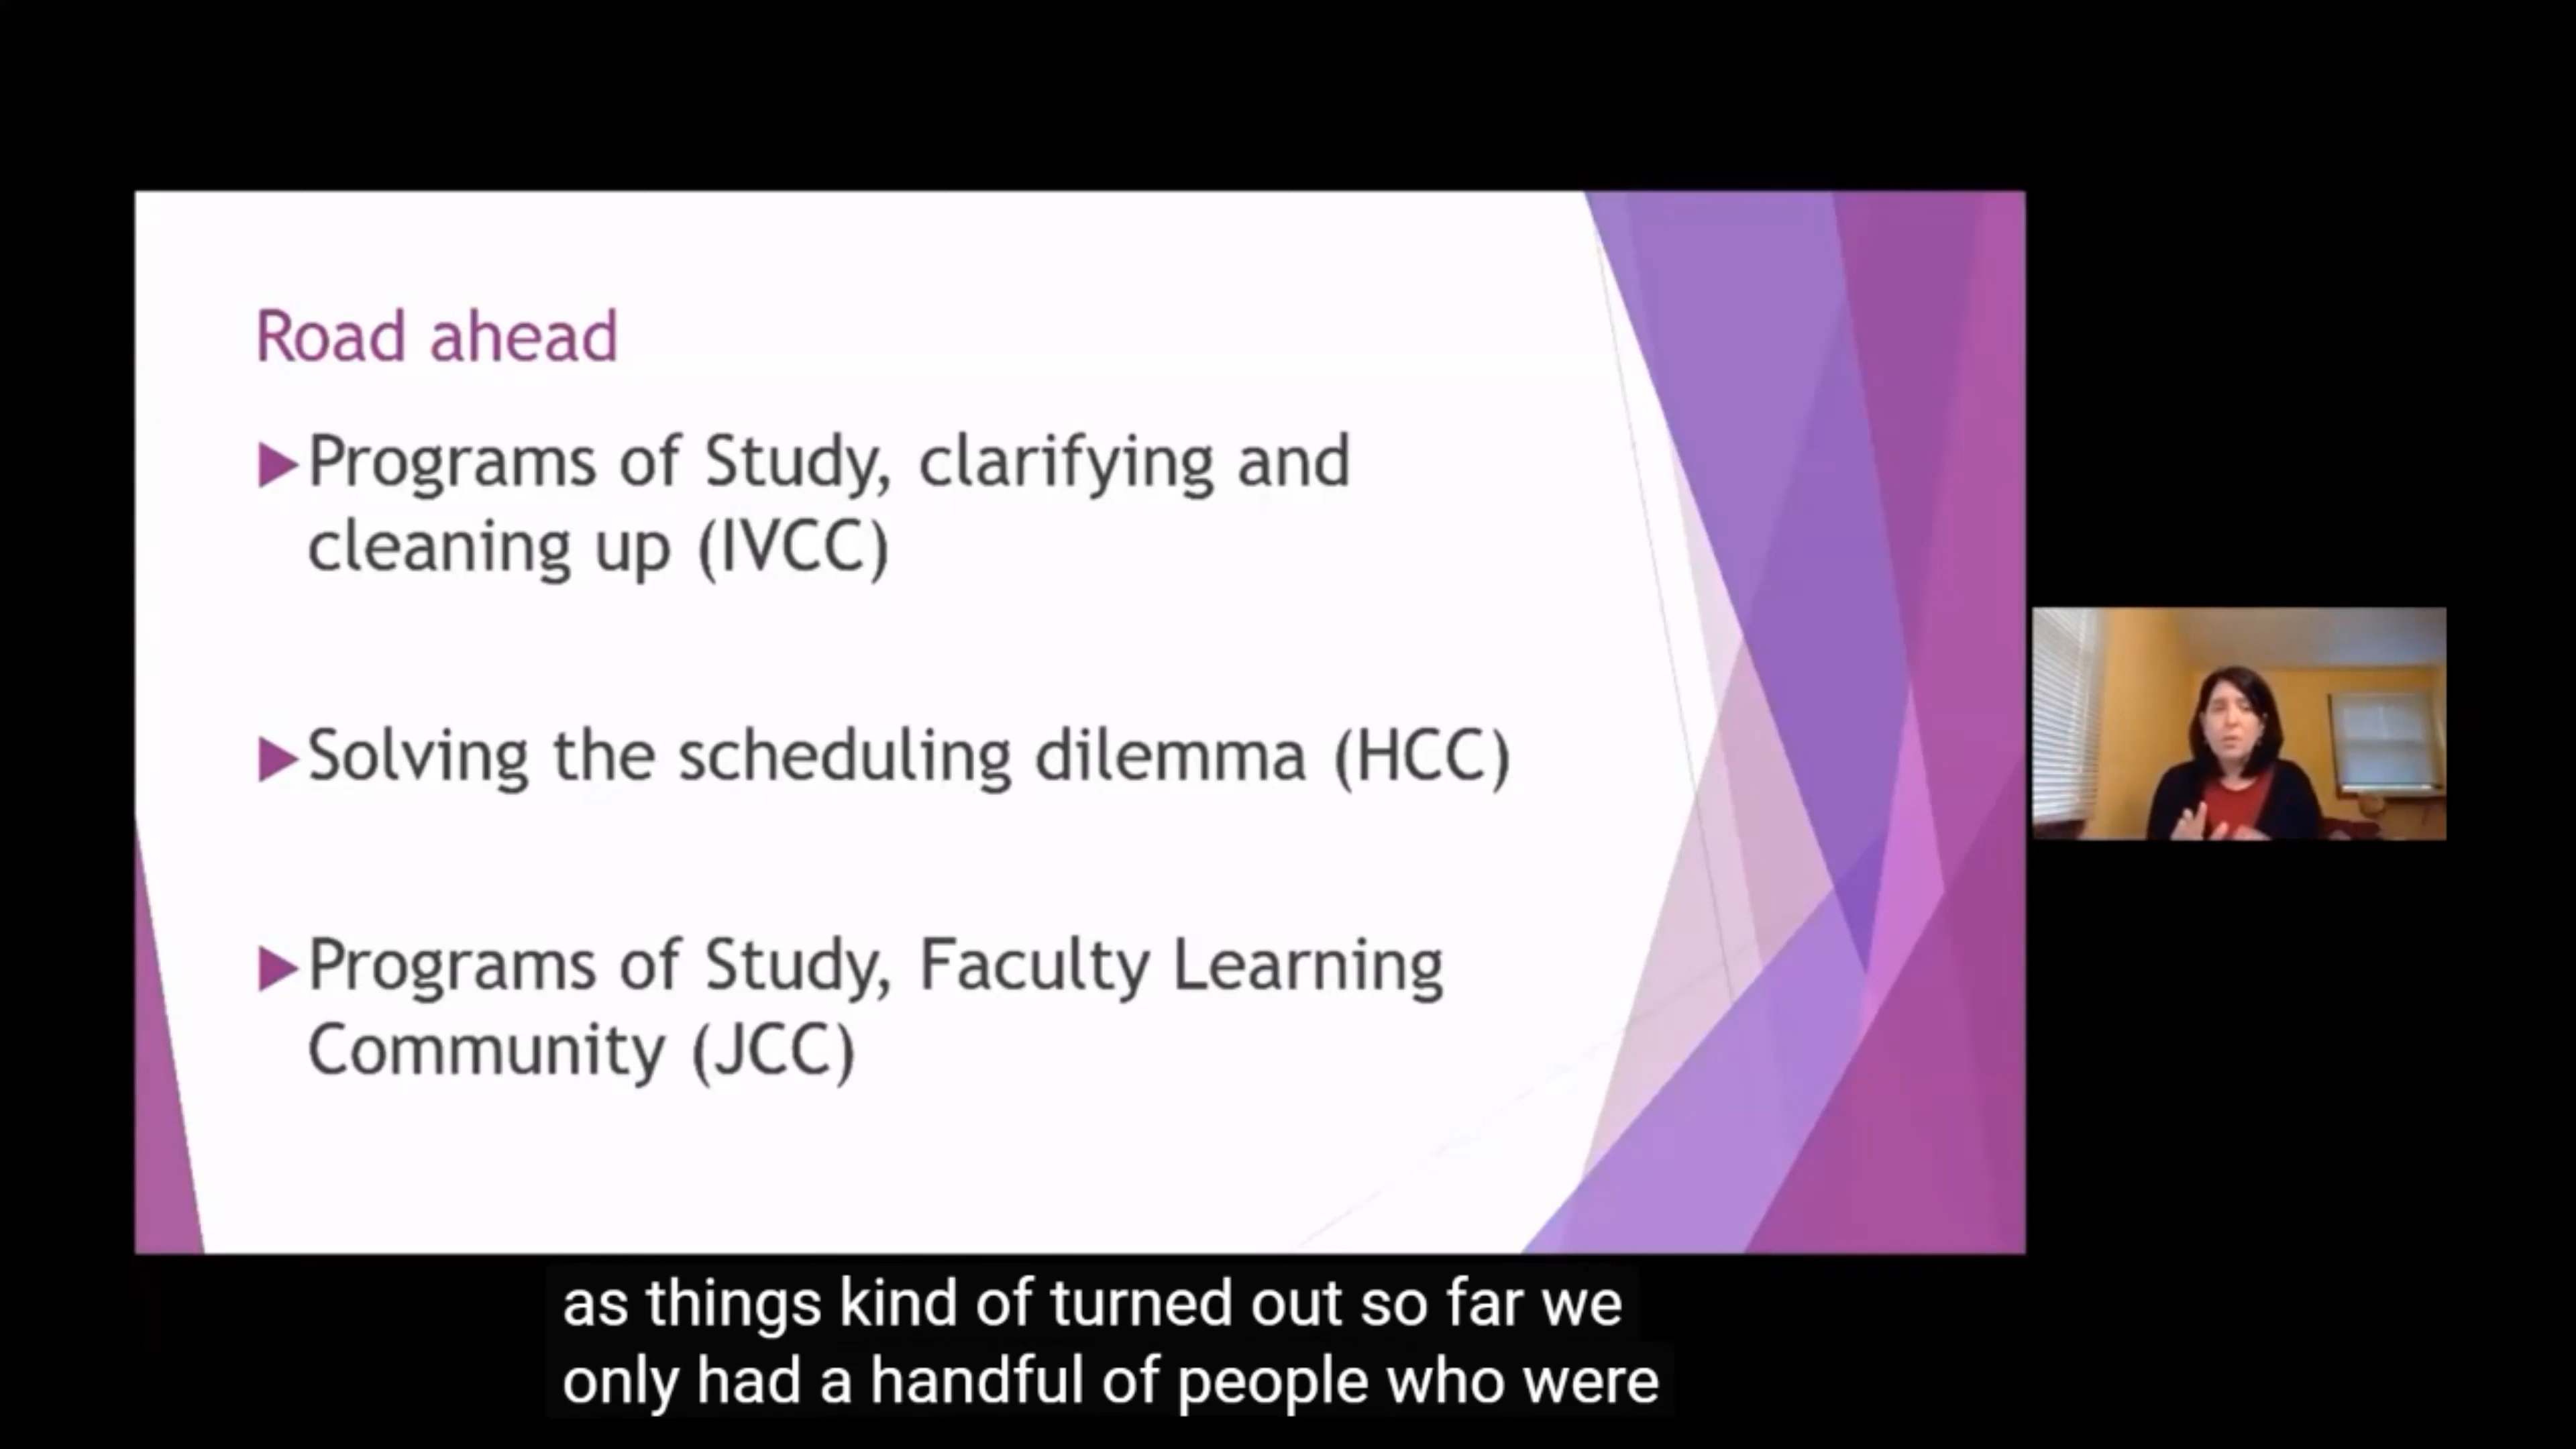 Road ahead
Programs of Study, clarifying and
cleaning up (IVCC)
Solving the scheduling dilemma (HCC)
Programs of Study, Faculty Learning
Community (JCC)
as things kind of turned out so far we
only had a handful of people who were